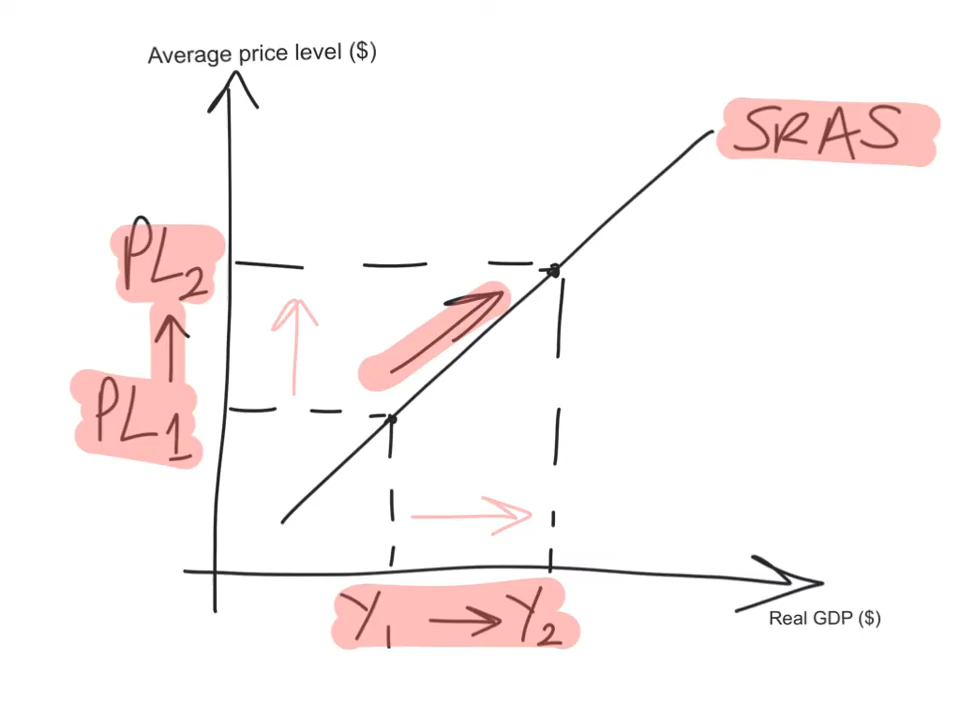 Average price level ($)
SRAS
PL2
PL1
Y1 → Y2
Real GDP ($)